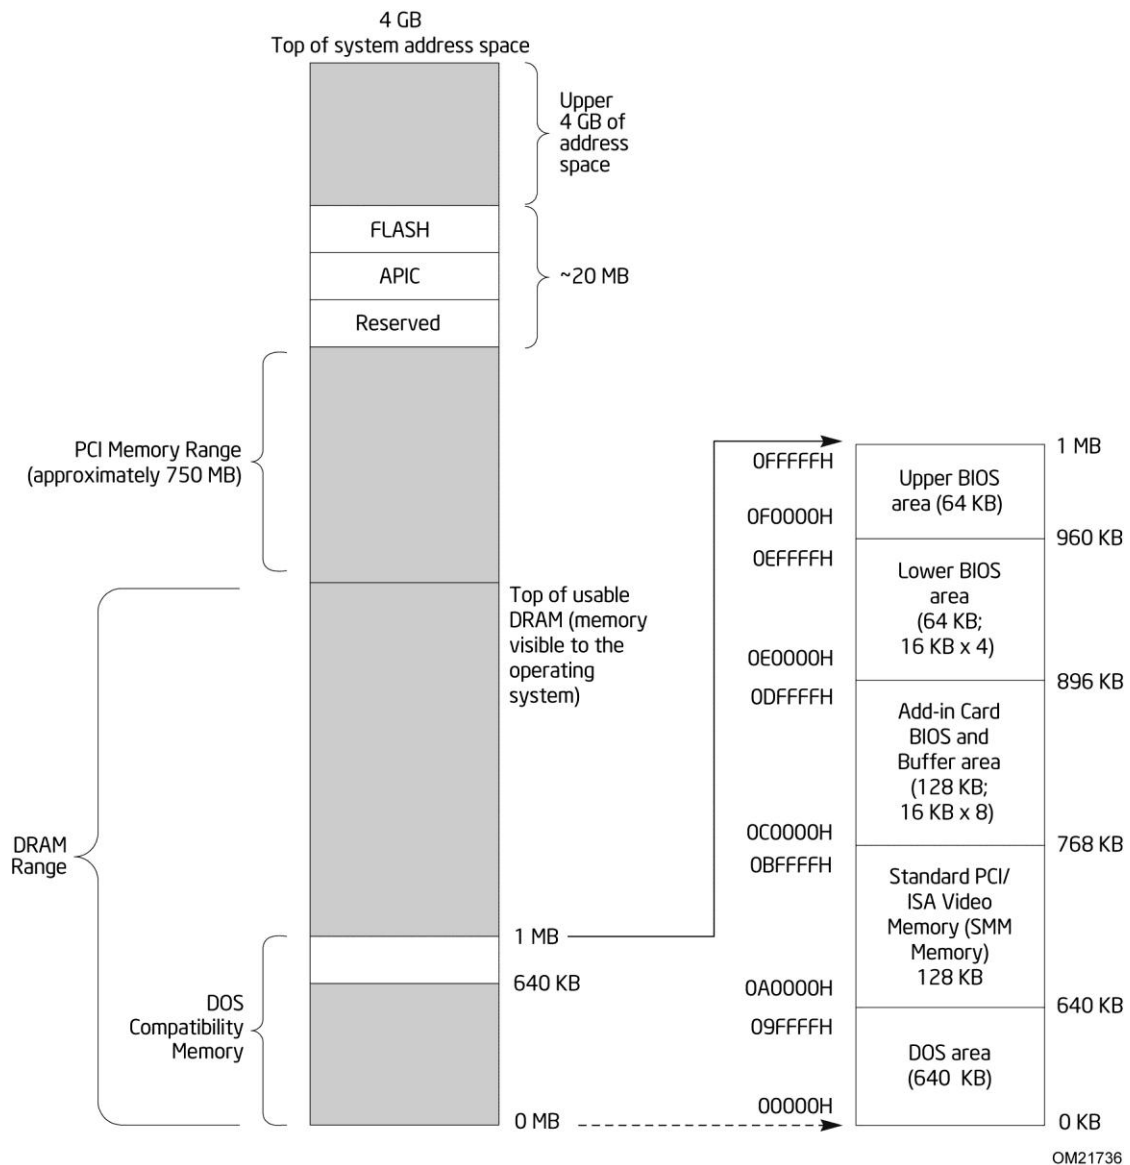 4 GB
Top of system address space
Upper
4 GB of
address
space
FLASH
APIC
~20 MB
Reserved
PCI Memory Range
(approximately 750 MB)
Top of usable
DRAM (memory
visible to the
operating
system)
DRAM
Range
1 MB
640 KB
DOS
Compatibility
Memory
0 MB
1 MB
0FFFFFH
Upper BIOS
area (64 KB)
0F0000H
960 KB
0EFFFFH
Lower BIOS
area
(64 KB;
16 KB x 4)
0E0000H
896 KB
0DFFFFH
Add-in Card
BIOS and
Buffer area
(128 KB;
16 KB x 8)
0C0000H
768 KB
0BFFFFH
Standard PCI/
ISA Video
Memory (SMM
Memory)
128 KB
0A0000H
640 KB
09FFFFH
DOS area
(640 KB)
00000H
0 KB
OM21736